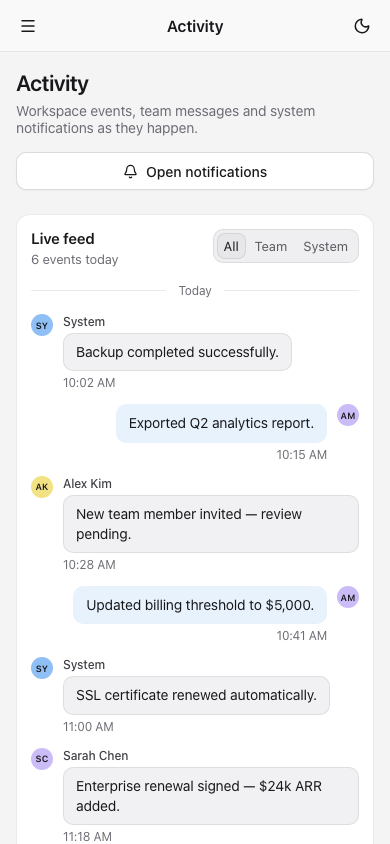 Activity
Activity
Workspace events, team messages and system
notifications as they happen.
Open notifications
Live feed
6 events today
All
Team
System
Today
SY
System
Backup completed successfully.
10:02 AM
Exported Q2 analytics report.
AM
10:15 AM
AK
Alex Kim
New team member invited — review
pending.
10:28 AM
Updated billing threshold to $5,000.
AM
10:41 AM
SY
System
SSL certificate renewed automatically.
11:00 AM
SC
Sarah Chen
Enterprise renewal signed — $24k ARR
added.
11:18 AM